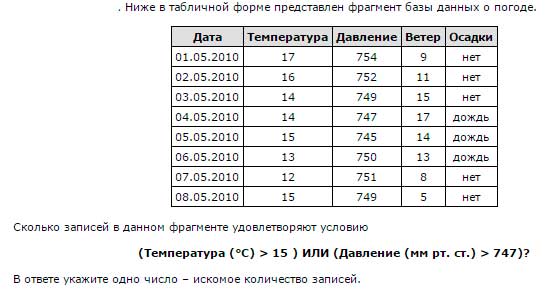 . Ниже в табличной форме представлен фрагмент базы данных о погоде.
Дата Температура Давление Ветер Осадки
01.05.2010 17 754 9 нет
02.05.2010 16 752 11 нет
03.05.2010 14 749 15 нет
04.05.2010 14 747 17 дождь
05.05.2010 15 745 14 дождь
06.05.2010 13 750 13 дождь
07.05.2010 12 751 8 нет
08.05.2010 15 749 5 нет
Сколько записей в данном фрагменте удовлетворяют условию
(Температура (°C) > 15 ) ИЛИ (Давление (мм рт. ст.) > 747)?
В ответе укажите одно число – искомое количество записей.